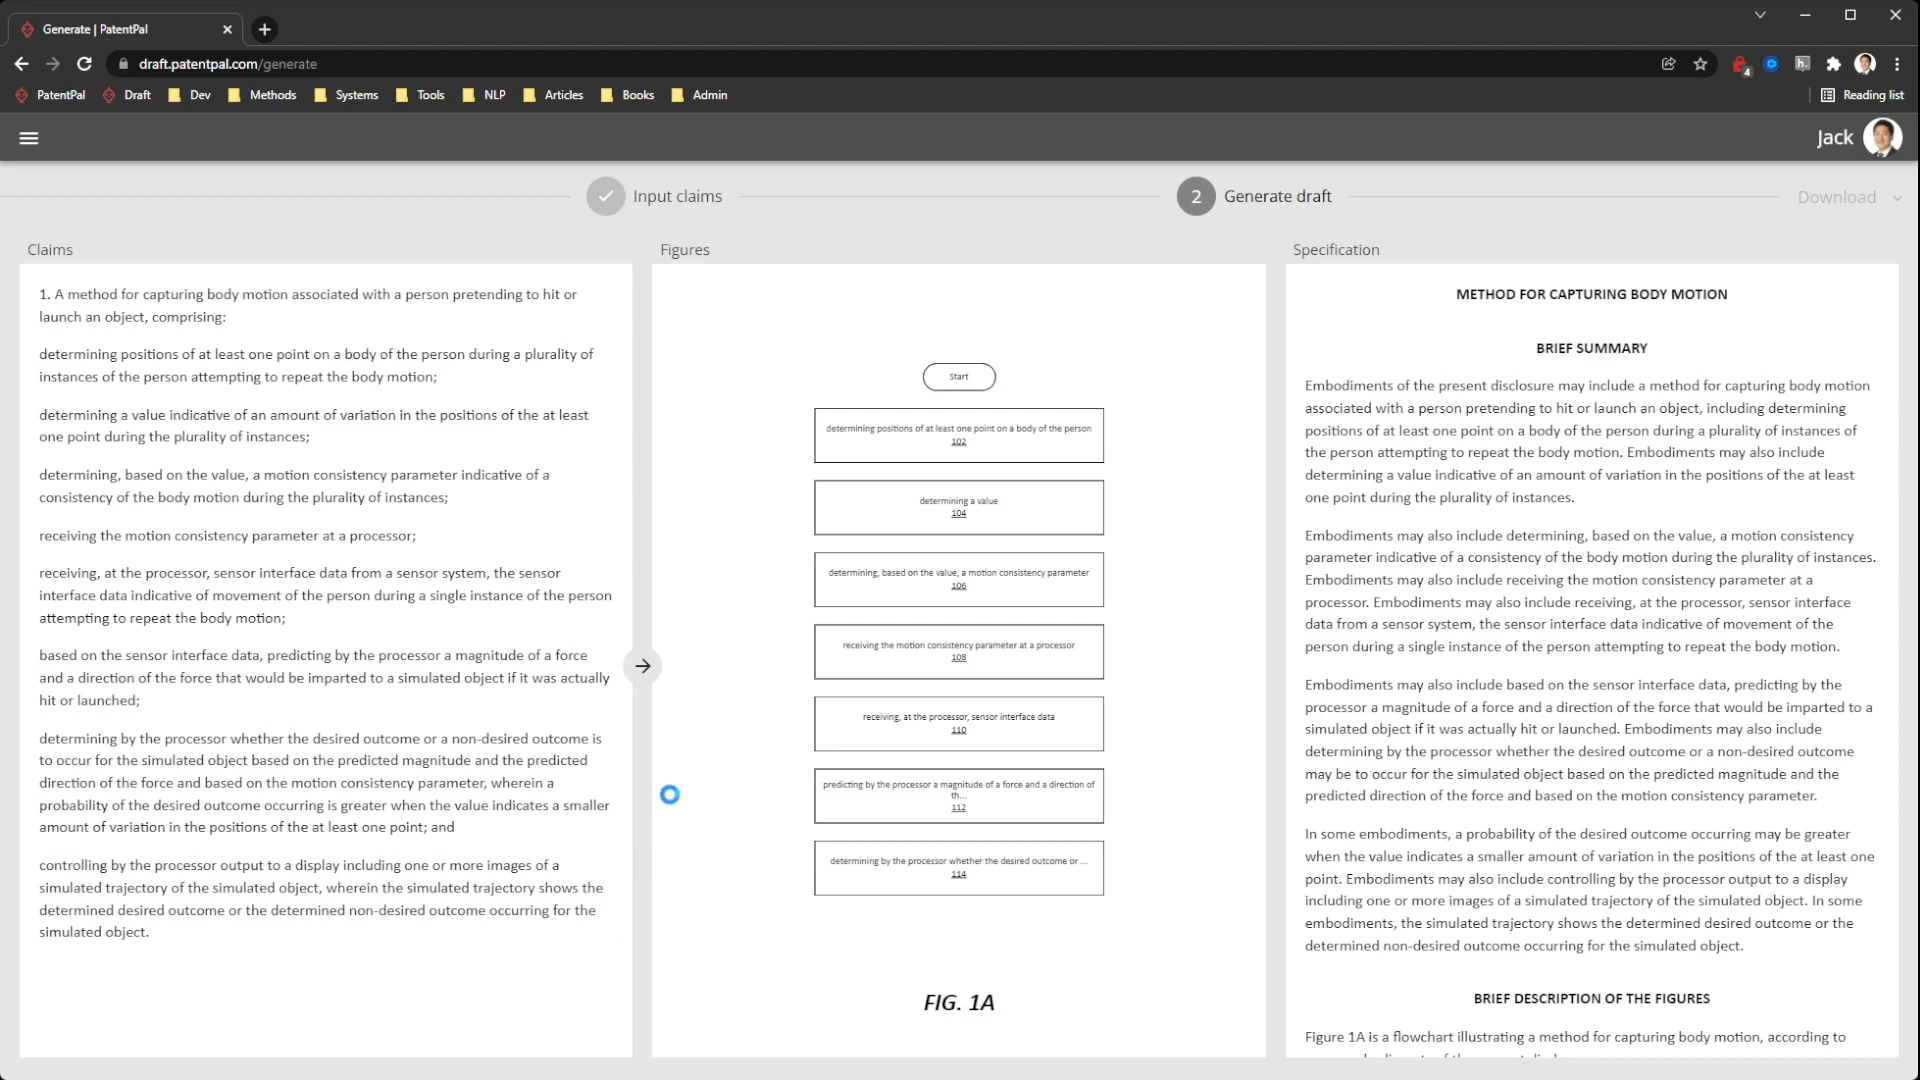 Generate | PatentPal
draft.patentpal.com/generate
4
h.
PatentPal
Draft
Dev
Methods
Systems
Tools
NLP
Articles
Books
Admin
Reading list
Jack
Input claims
2
Generate draft
Download
Claims
1. A method for capturing body motion associated with a person pretending to hit or
launch an object, comprising:
determining positions of at least one point on a body of the person during a plurality of
instances of the person attempting to repeat the body motion;
determining a value indicative of an amount of variation in the positions of the at least
one point during the plurality of instances;
determining, based on the value, a motion consistency parameter indicative of a
consistency of the body motion during the plurality of instances;
receiving the motion consistency parameter at a processor;
receiving, at the processor, sensor interface data from a sensor system, the sensor
interface data indicative of movement of the person during a single instance of the person
attempting to repeat the body motion;
based on the sensor interface data, predicting by the processor a magnitude of a force
and a direction of the force that would be imparted to a simulated object if it was actually
hit or launched;
determining by the processor whether the desired outcome or a non-desired outcome is
to occur for the simulated object based on the predicted magnitude and the predicted
direction of the force and based on the motion consistency parameter, wherein a
probability of the desired outcome occurring is greater when the value indicates a smaller
amount of variation in the positions of the at least one point; and
controlling by the processor output to a display including one or more images of a
simulated trajectory of the simulated object, wherein the simulated trajectory shows the
determined desired outcome or the determined non-desired outcome occurring for the
simulated object.
Figures
Start
determining positions of at least one point on a body of the person
102
determining a value
104
determining, based on the value, a motion consistency parameter
106
receiving the motion consistency parameter at a processor
108
receiving, at the processor, sensor interface data
110
predicting by the processor a magnitude of a force and a direction of
th...
112
determining by the processor whether the desired outcome or ...
114
FIG. 1A
Specification
METHOD FOR CAPTURING BODY MOTION
BRIEF SUMMARY
Embodiments of the present disclosure may include a method for capturing body motion
associated with a person pretending to hit or launch an object, including determining
positions of at least one point on a body of the person during a plurality of instances of
the person attempting to repeat the body motion. Embodiments may also include
determining a value indicative of an amount of variation in the positions of the at least
one point during the plurality of instances.
Embodiments may also include determining, based on the value, a motion consistency
parameter indicative of a consistency of the body motion during the plurality of instances.
Embodiments may also include receiving the motion consistency parameter at a
processor. Embodiments may also include receiving, at the processor, sensor interface
data from a sensor system, the sensor interface data indicative of movement of the
person during a single instance of the person attempting to repeat the body motion.
Embodiments may also include based on the sensor interface data, predicting by the
processor a magnitude of a force and a direction of the force that would be imparted to a
simulated object if it was actually hit or launched. Embodiments may also include
determining by the processor whether the desired outcome or a non-desired outcome
may be to occur for the simulated object based on the predicted magnitude and the
predicted direction of the force and based on the motion consistency parameter.
In some embodiments, a probability of the desired outcome occurring may be greater
when the value indicates a smaller amount of variation in the positions of the at least one
point. Embodiments may also include controlling by the processor output to a display
including one or more images of a simulated trajectory of the simulated object. In some
embodiments, the simulated trajectory shows the determined desired outcome or the
determined non-desired outcome occurring for the simulated object.
BRIEF DESCRIPTION OF THE FIGURES
Figure 1A is a flowchart illustrating a method for capturing body motion, according to